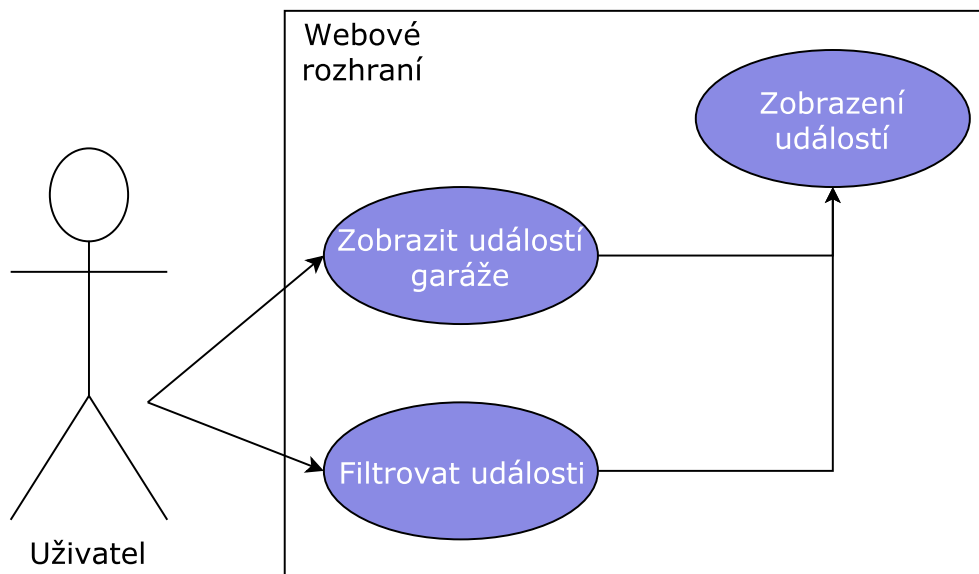 Webové
rozhraní
Zobrazení
událostí
Zobrazit událostí
garáže
Filtrovat události
Uživatel